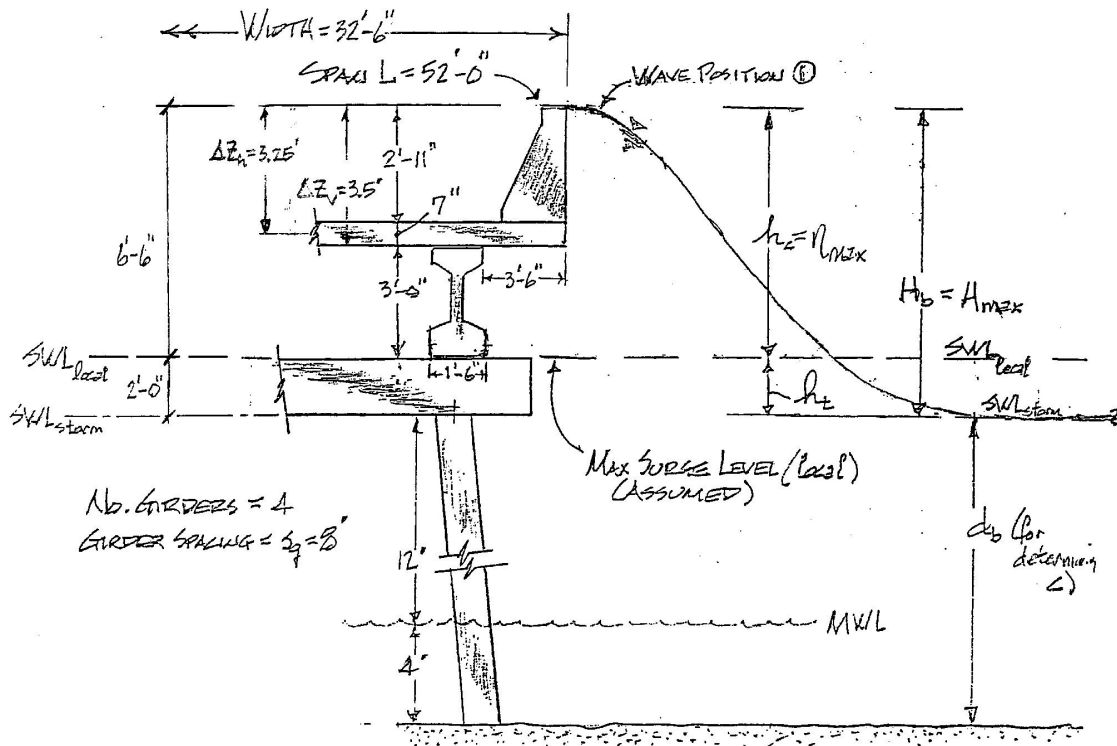 WIDTH = 32'-6"
SPAN L = 52'-0"
WAVE POSITION ①
ΔZh = 3.25'
2'-11"
ΔZv = 3.5'
7"
6'-6"
3'-0"
3'-6"
hc = ηmax
Hb = Hmax
SWLlocal
1'-6"
SWLlocal
2'-0"
ht
SWLstorm
SWLstorm
MAX SURGE LEVEL (local)
(ASSUMED)
No. GIRDERS = 4
GIRDER SPACING = sg = 8'
12'
db (for
determining
c)
MWL
4'